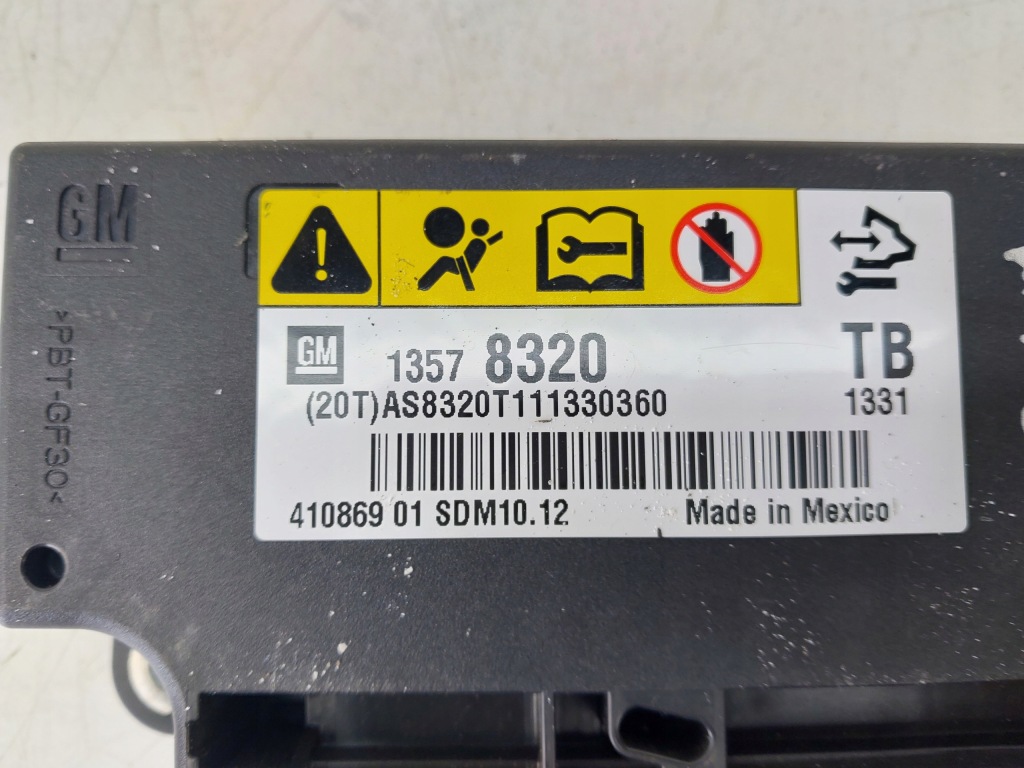 GM
>PBT-GF30<
GM 1357 8320 TB
(20T)AS8320T111330360 1331
410869 01 SDM10.12 Made in Mexico